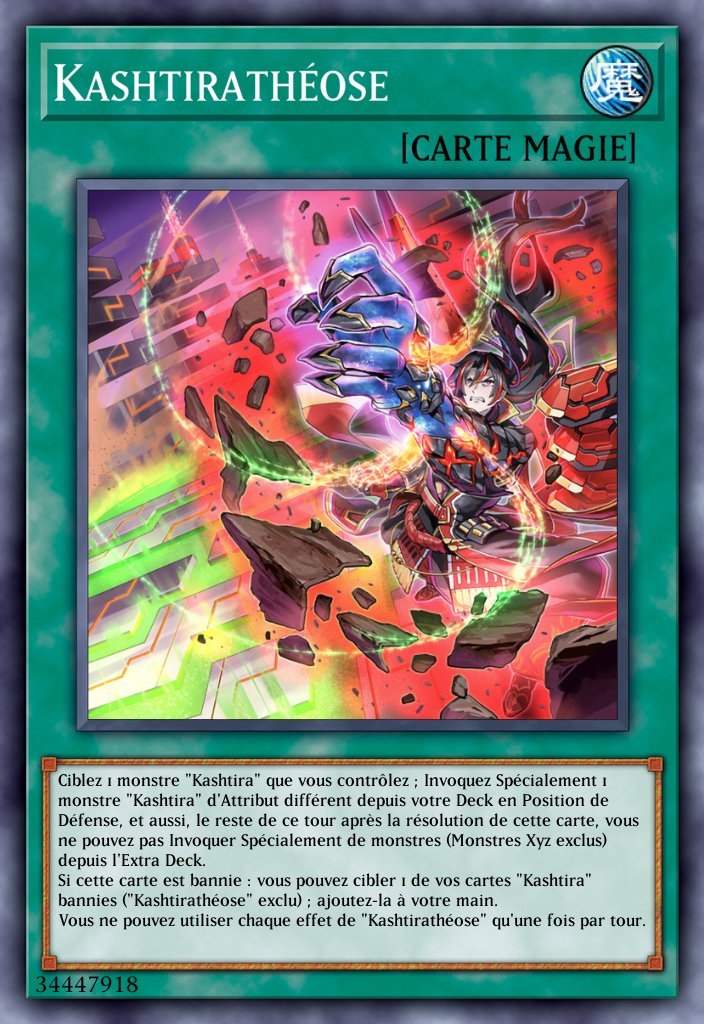 Kashtirathéose
魔
[CARTE MAGIE]
Ciblez 1 monstre "Kashtira" que vous contrôlez ; Invoquez Spécialement 1
monstre "Kashtira" d'Attribut différent depuis votre Deck en Position de
Défense, et aussi, le reste de ce tour après la résolution de cette carte, vous
ne pouvez pas Invoquer Spécialement de monstres (Monstres Xyz exclus)
depuis l'Extra Deck.
Si cette carte est bannie : vous pouvez cibler 1 de vos cartes "Kashtira"
bannies ("Kashtirathéose" exclu) ; ajoutez-la à votre main.
Vous ne pouvez utiliser chaque effet de "Kashtirathéose" qu'une fois par tour.
34447918